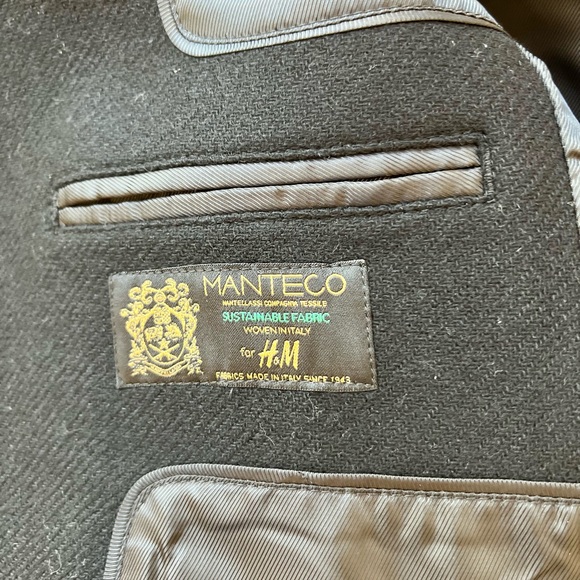 MANTECO
MANTELLASSI COMPAGNIA TESSILE
SUSTAINABLE FABRIC
WOVEN IN ITALY
for H&M
FABRICS MADE IN ITALY SINCE 1943